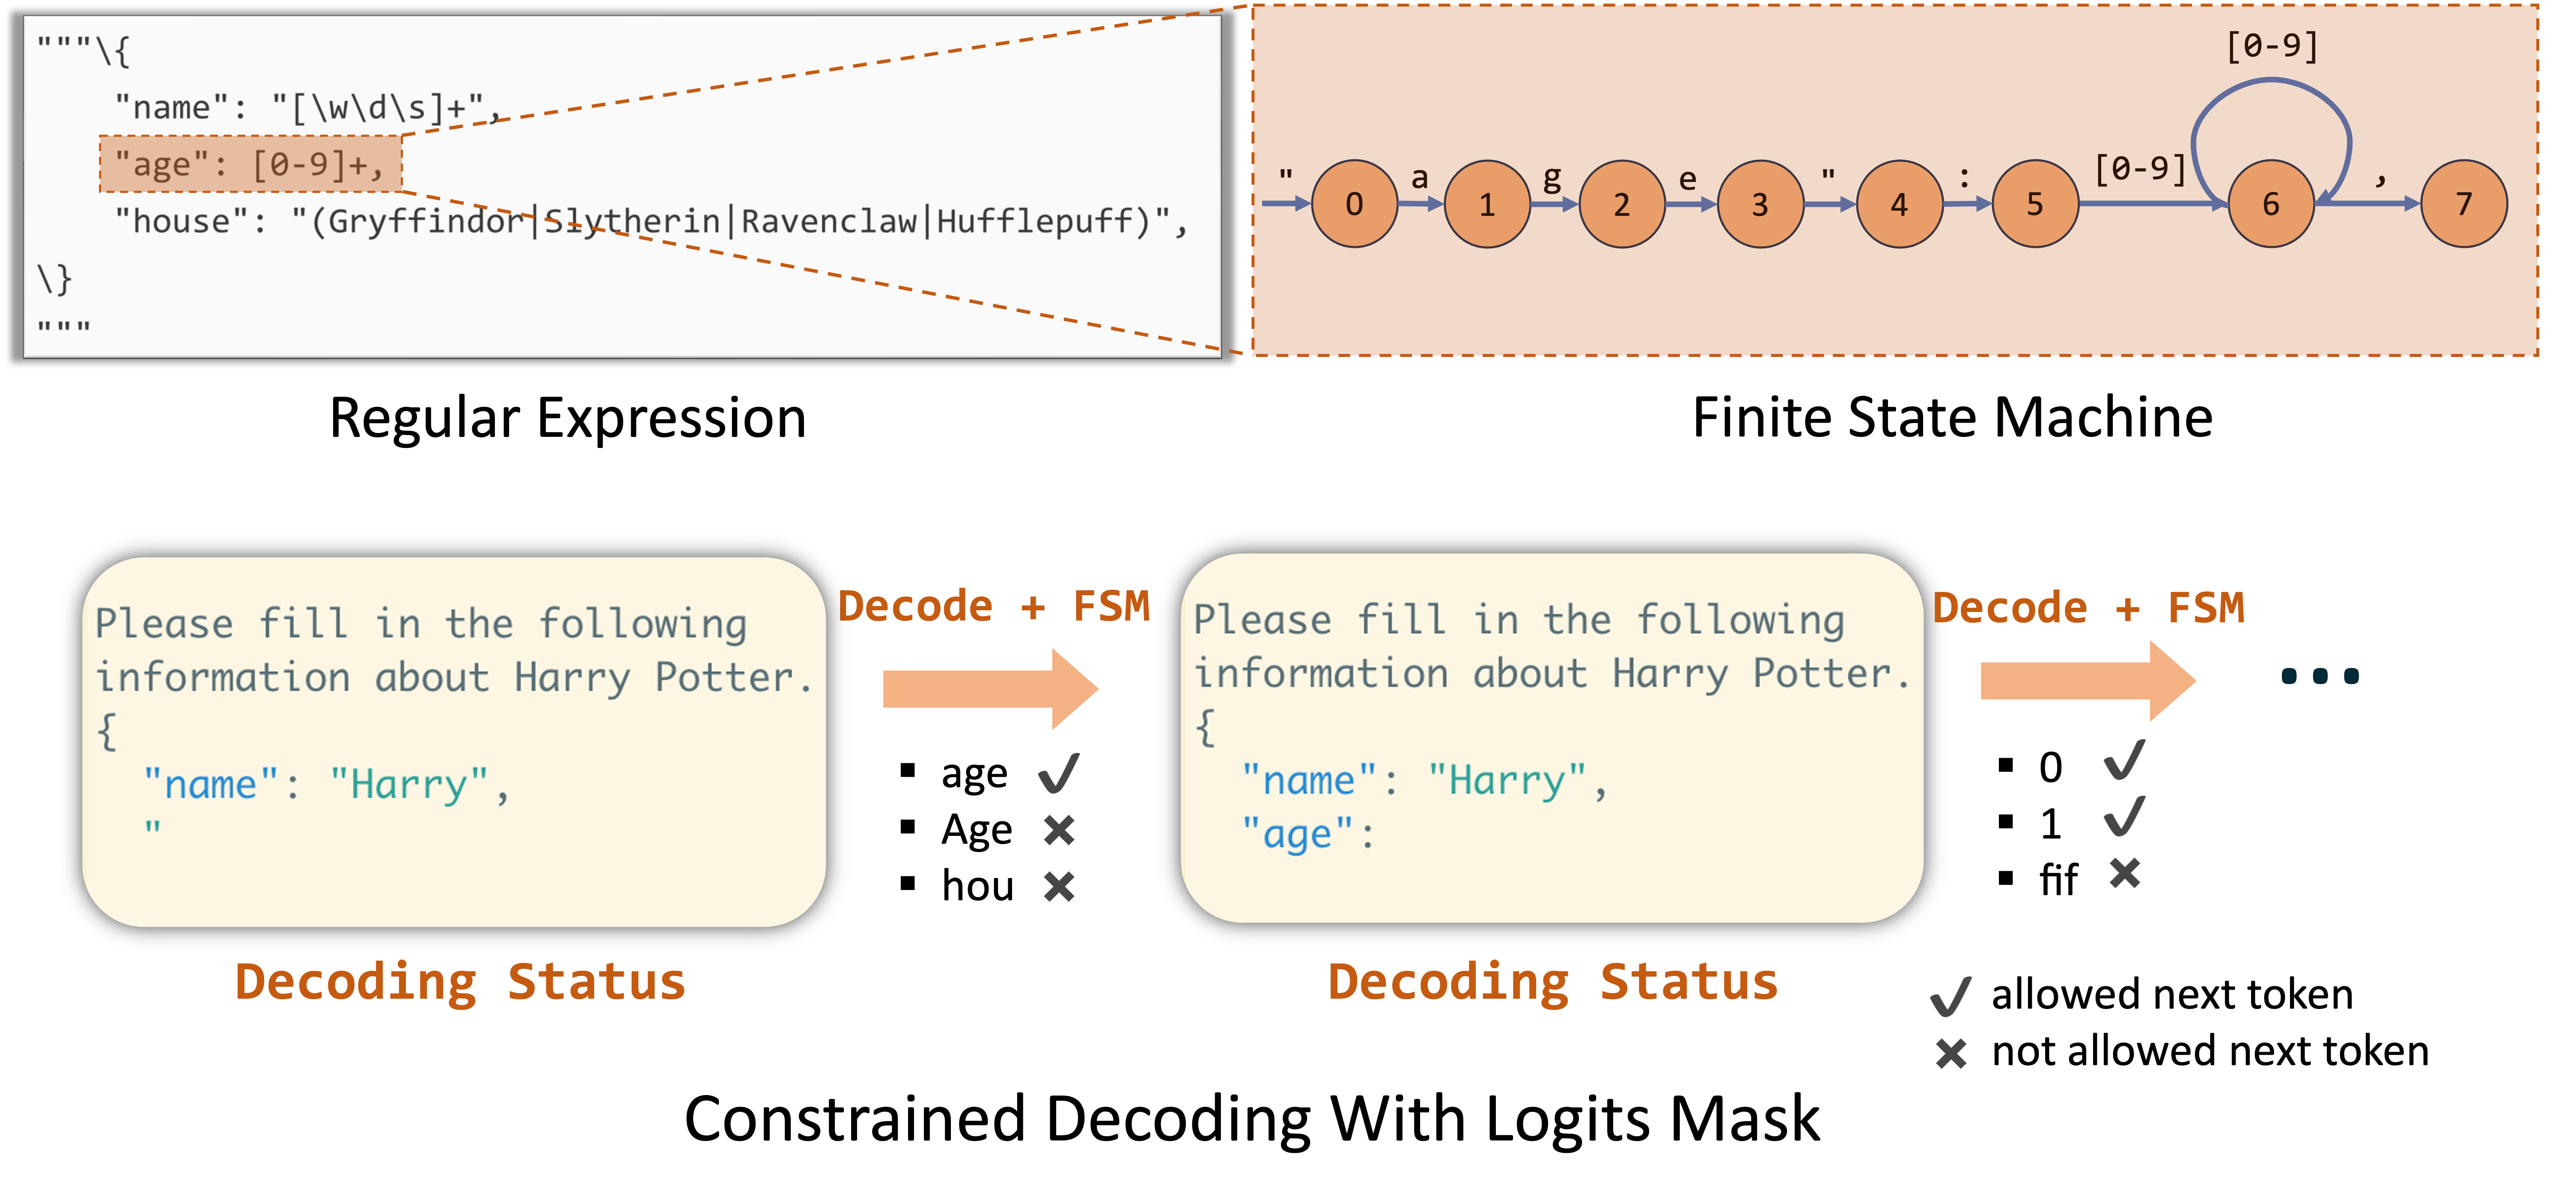 """\{
"name": "[\w\d\s]+",
"age": [0-9]+,
"house": "(Gryffindor|Slytherin|Ravenclaw|Hufflepuff)",
\}
"""
Regular Expression
[0-9]
" a g e " : [0-9] ,
0 1 2 3 4 5 6 7
Finite State Machine
Please fill in the following
information about Harry Potter.
{
"name": "Harry",
"
Decoding Status
Decode + FSM
▪ age ✓
▪ Age ✖
▪ hou ✖
Please fill in the following
information about Harry Potter.
{
"name": "Harry",
"age":
Decoding Status
Decode + FSM
▪ 0 ✓
▪ 1 ✓
▪ fif ✖
...
✓ allowed next token
✖ not allowed next token
Constrained Decoding With Logits Mask